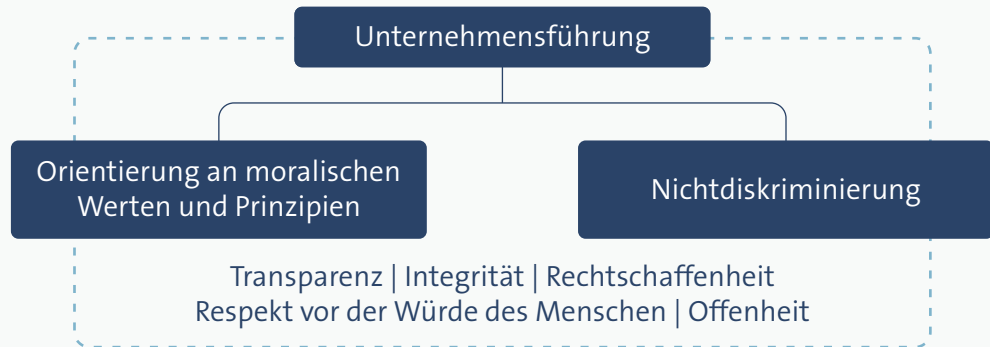 Unternehmensführung
Orientierung an moralischen
Werten und Prinzipien
Nichtdiskriminierung
Transparenz | Integrität | Rechtschaffenheit
Respekt vor der Würde des Menschen | Offenheit